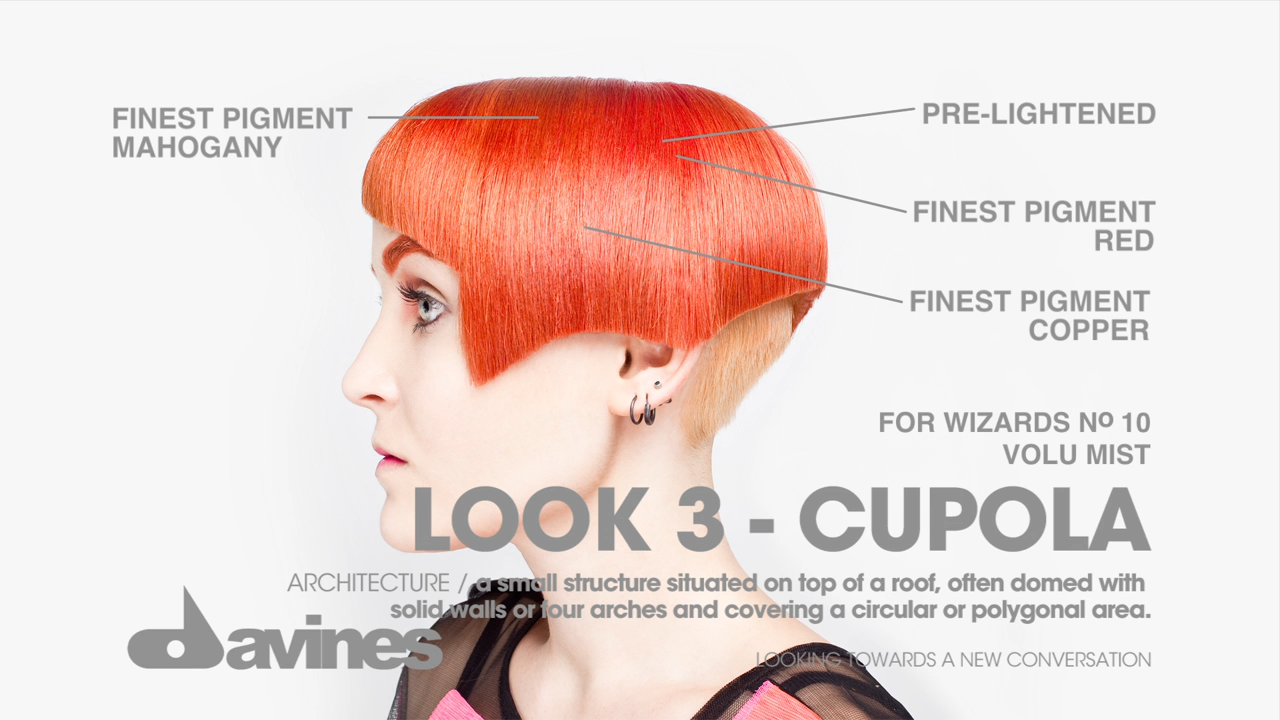 FINEST PIGMENT
MAHOGANY
PRE-LIGHTENED
FINEST PIGMENT
RED
FINEST PIGMENT
COPPER
FOR WIZARDS Nº 10
VOLU MIST
LOOK 3 - CUPOLA
ARCHITECTURE / a small structure situated on top of a roof, often domed with
solid walls or four arches and covering a circular or polygonal area.
davines
LOOKING TOWARDS A NEW CONVERSATION